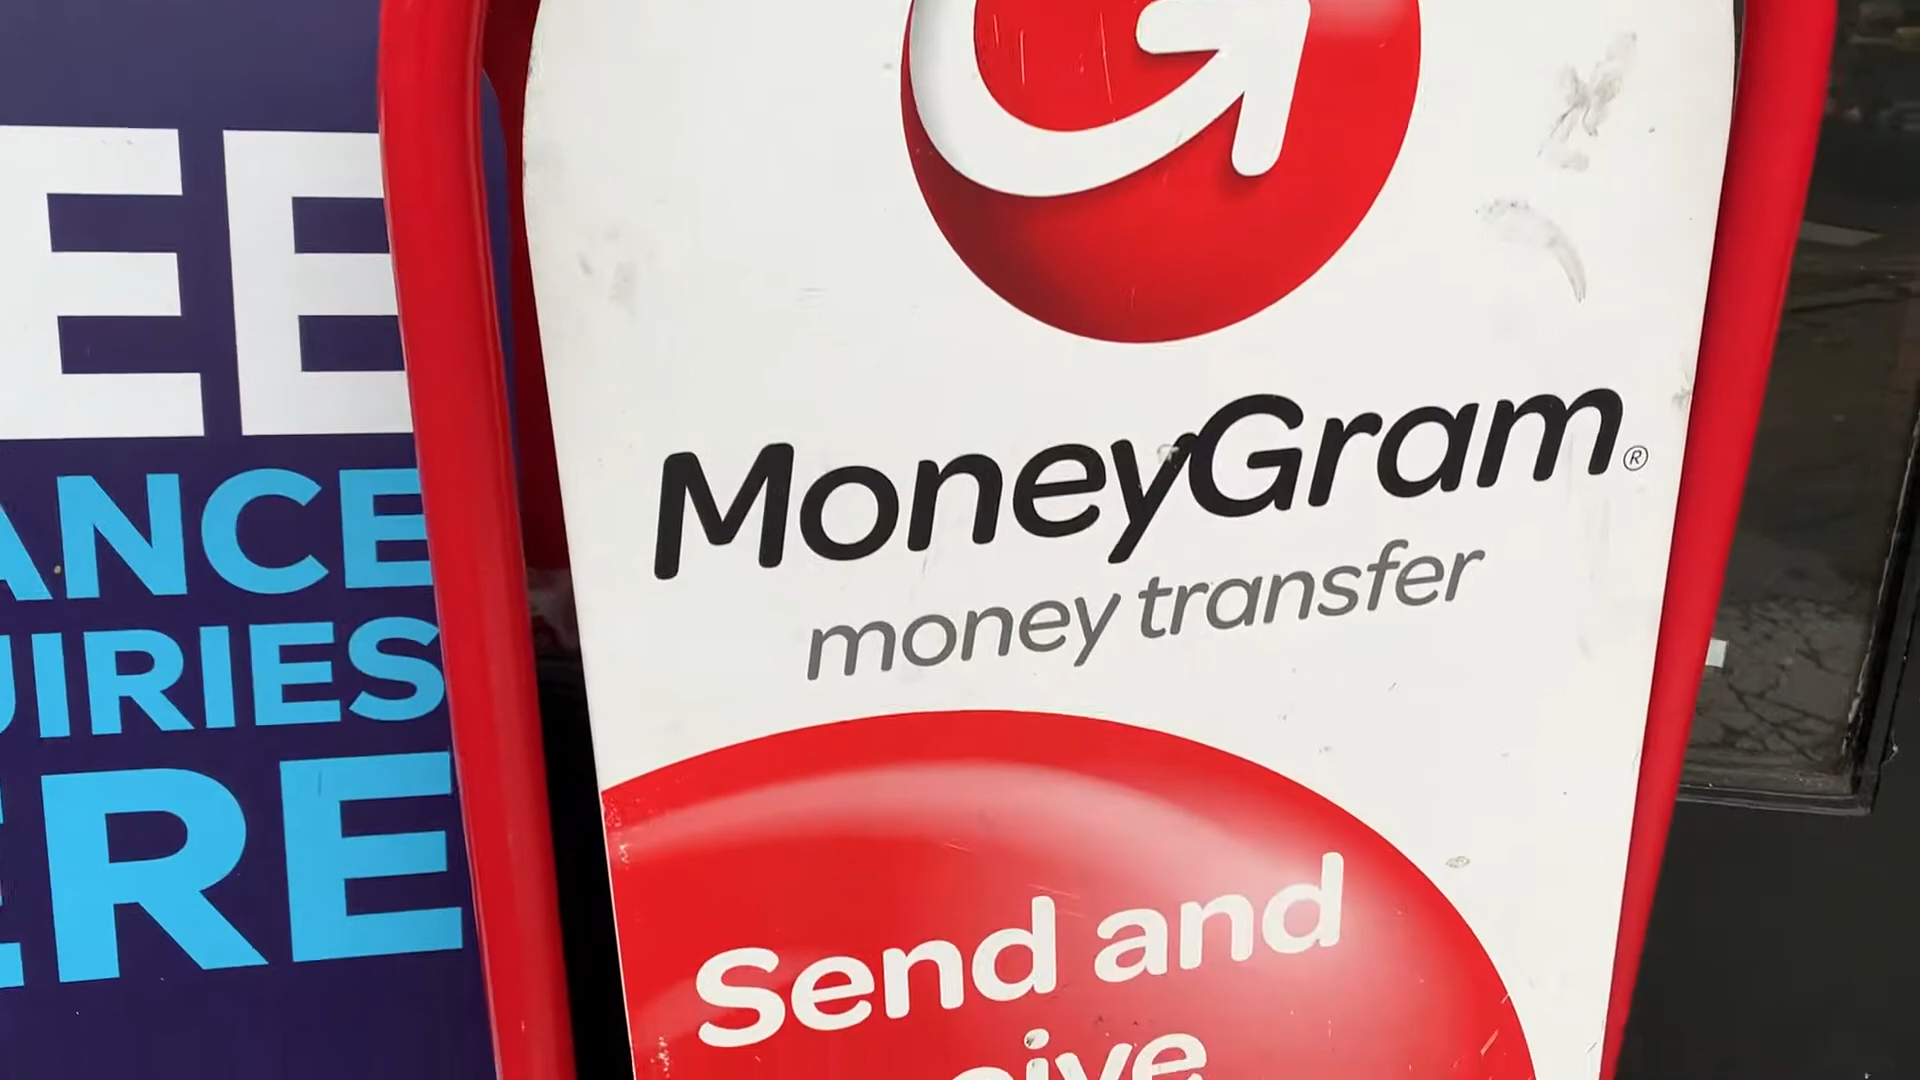 EE
ANCE
UIRIES
ERE
MoneyGram®
money transfer
Send and